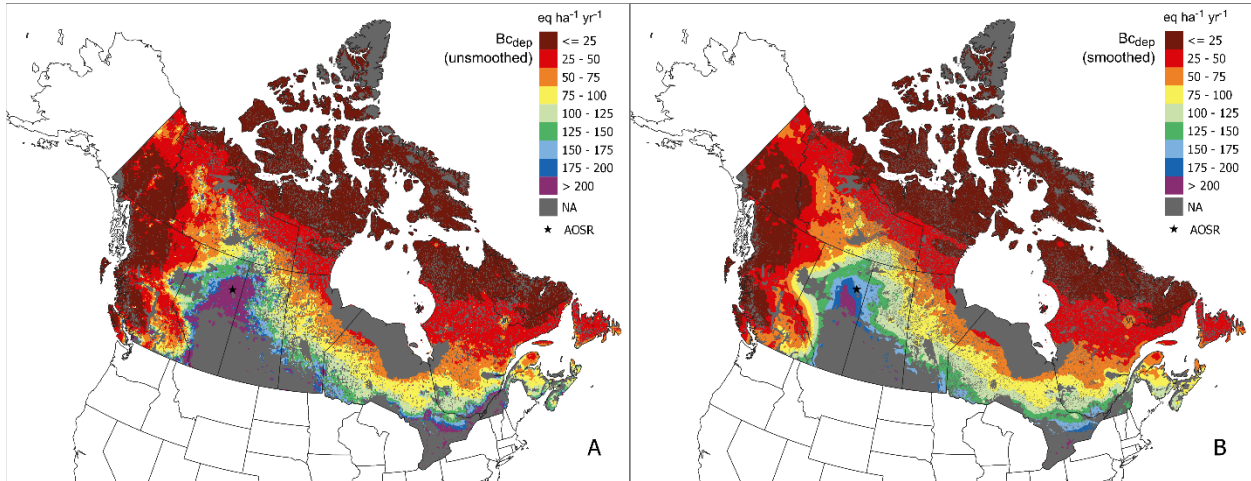 eq ha⁻¹ yr⁻¹
Bc_dep
(unsmoothed)
<= 25
25 - 50
50 - 75
75 - 100
100 - 125
125 - 150
150 - 175
175 - 200
> 200
NA
AOSR
A
eq ha⁻¹ yr⁻¹
Bc_dep
(smoothed)
<= 25
25 - 50
50 - 75
75 - 100
100 - 125
125 - 150
150 - 175
175 - 200
> 200
NA
AOSR
B